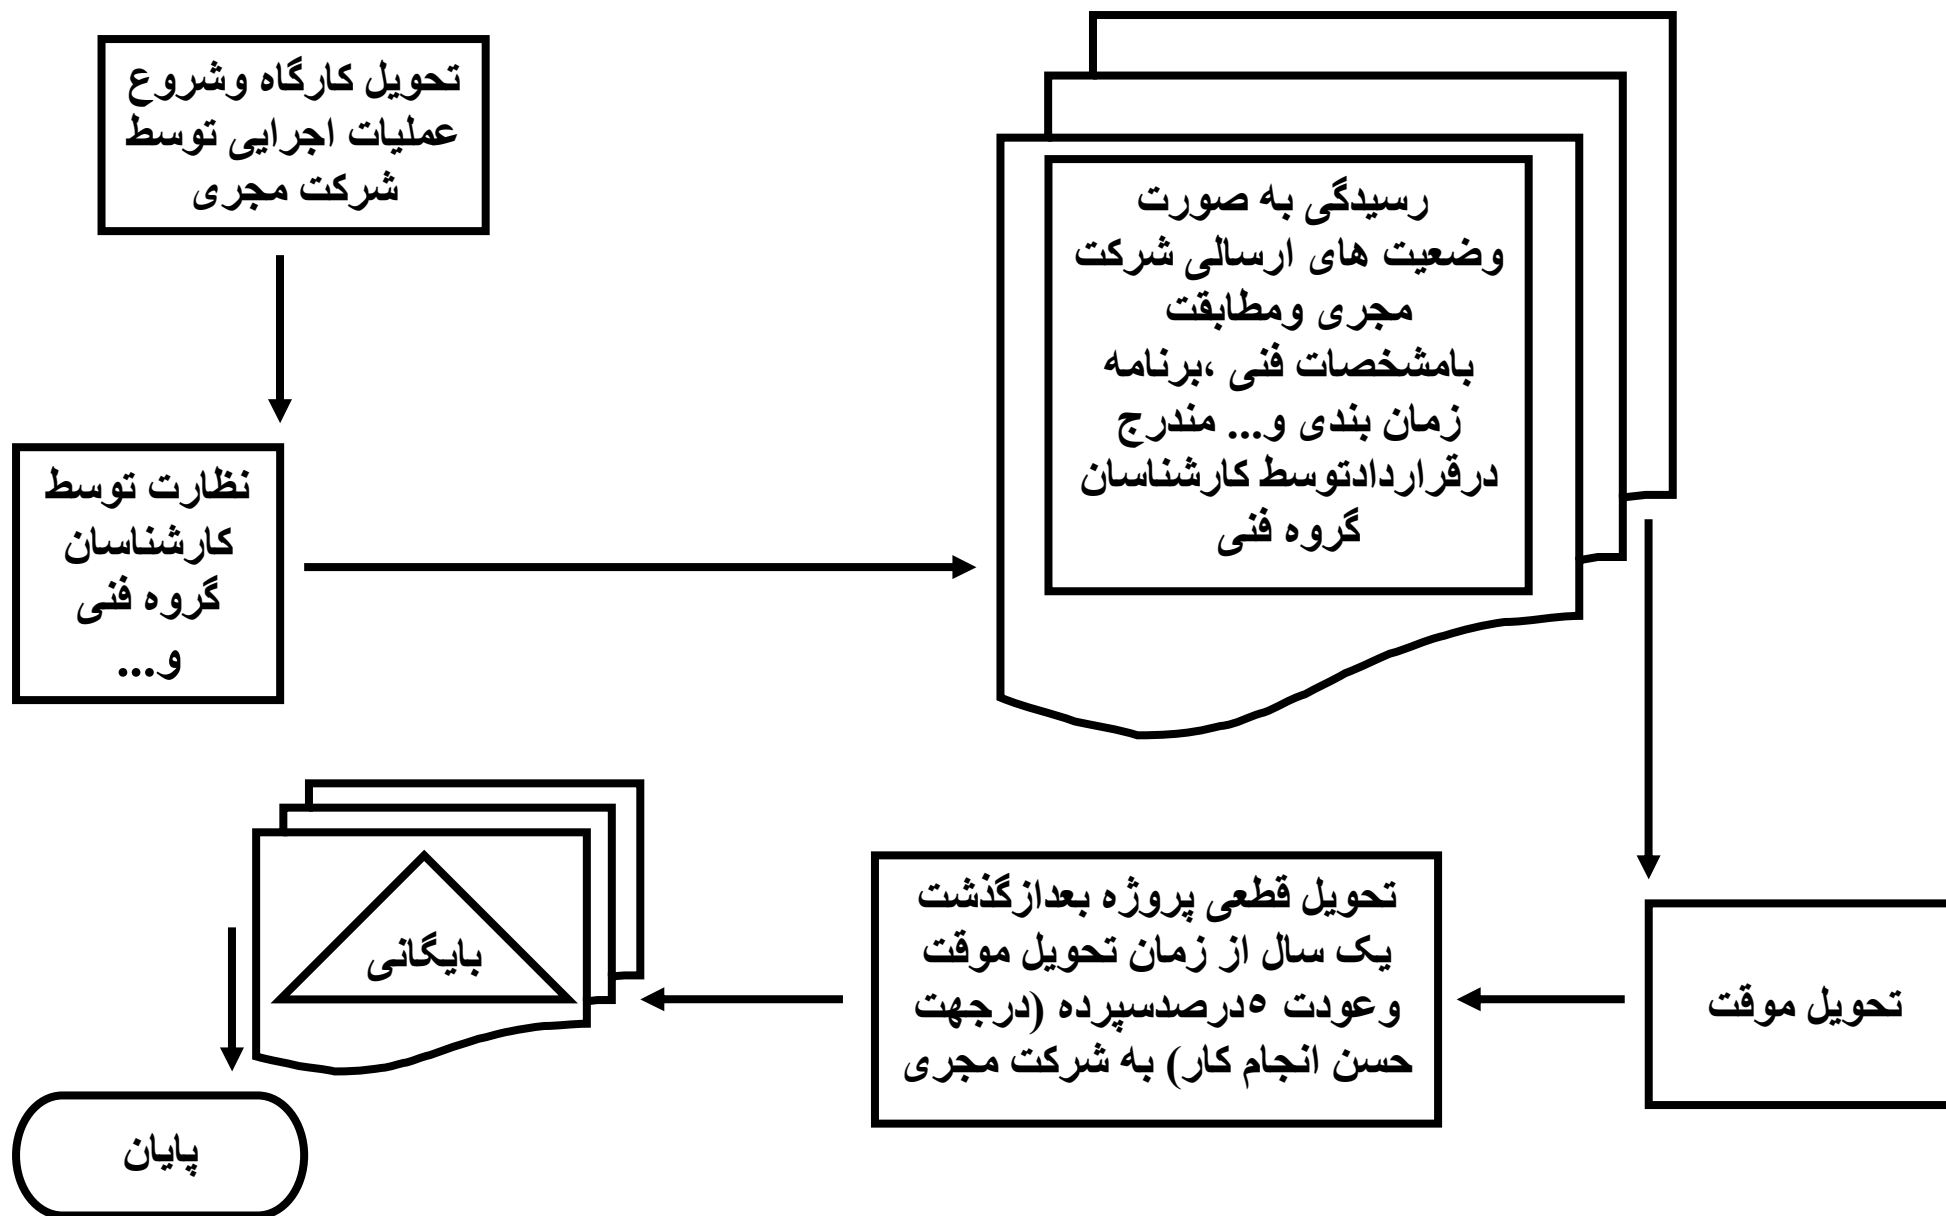 تحویل کارگاه وشروع
عملیات اجرایی توسط
شرکت مجری
نظارت توسط
کارشناسان
گروه فنی
و...
رسیدگی به صورت
وضعیت های ارسالی شرکت
مجری ومطابقت
بامشخصات فنی ،برنامه
زمان بندی و... مندرج
درقراردادتوسط کارشناسان
گروه فنی
تحویل موقت
تحویل قطعی پروژه بعدازگذشت
یک سال از زمان تحویل موقت
وعودت ۵درصدسپرده (درجهت
حسن انجام کار) به شرکت مجری
بایگانی
پایان